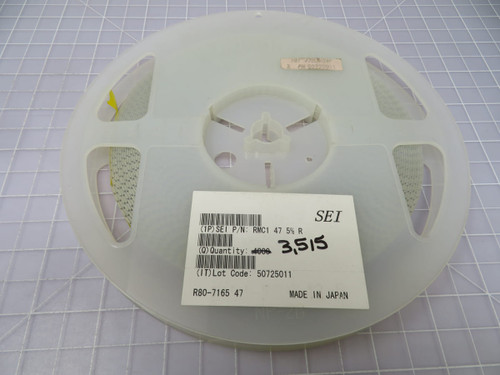 SEI
(1P)SEI P/N: RMC1 47 5% R
(Q)Quantity: 4000 3,515
(1T)Lot Code: 50725011
R80-7165 47 MADE IN JAPAN